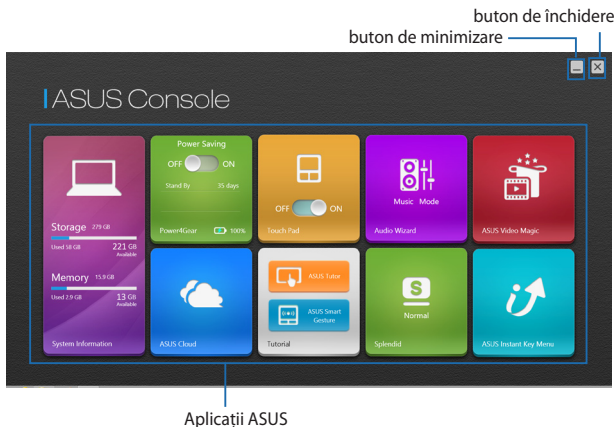 buton de închidere
buton de minimizare
ASUS Console
Power Saving
OFF ON
Stand By 35 days
Power4Gear 100%
OFF ON
Touch Pad
Music Mode
Audio Wizard
ASUS Video Magic
Storage 279 GB
Used 58 GB 221 GB
Available
Memory 15.9 GB
Used 2.9 GB 13 GB
Available
System Information
ASUS Cloud
ASUS Tutor
ASUS Smart
Gesture
Tutorial
S
Normal
Splendid
ASUS Instant Key Menu
Aplicații ASUS